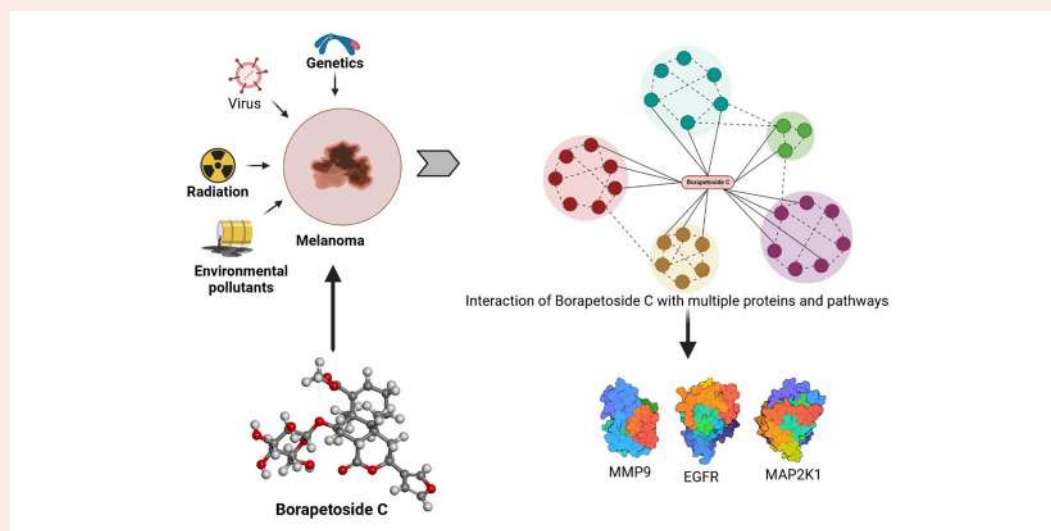 Genetics
Virus
Radiation
Environmental
pollutants
Melanoma
Borapetoside C
Borapetoside C
Interaction of Borapetoside C with multiple proteins and pathways
MMP9
EGFR
MAP2K1